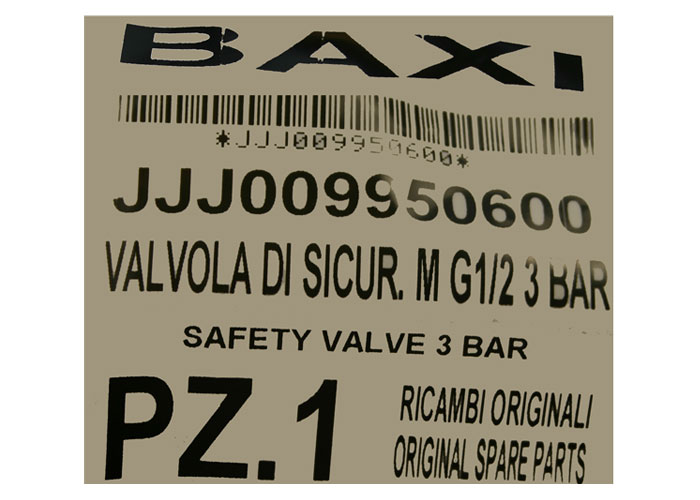 BAXI
*JJJ009950600*
JJJ009950600
VALVOLA DI SICUR. M G1/2 3 BAR
SAFETY VALVE 3 BAR
PZ.1
RICAMBI ORIGINALI
ORIGINAL SPARE PARTS